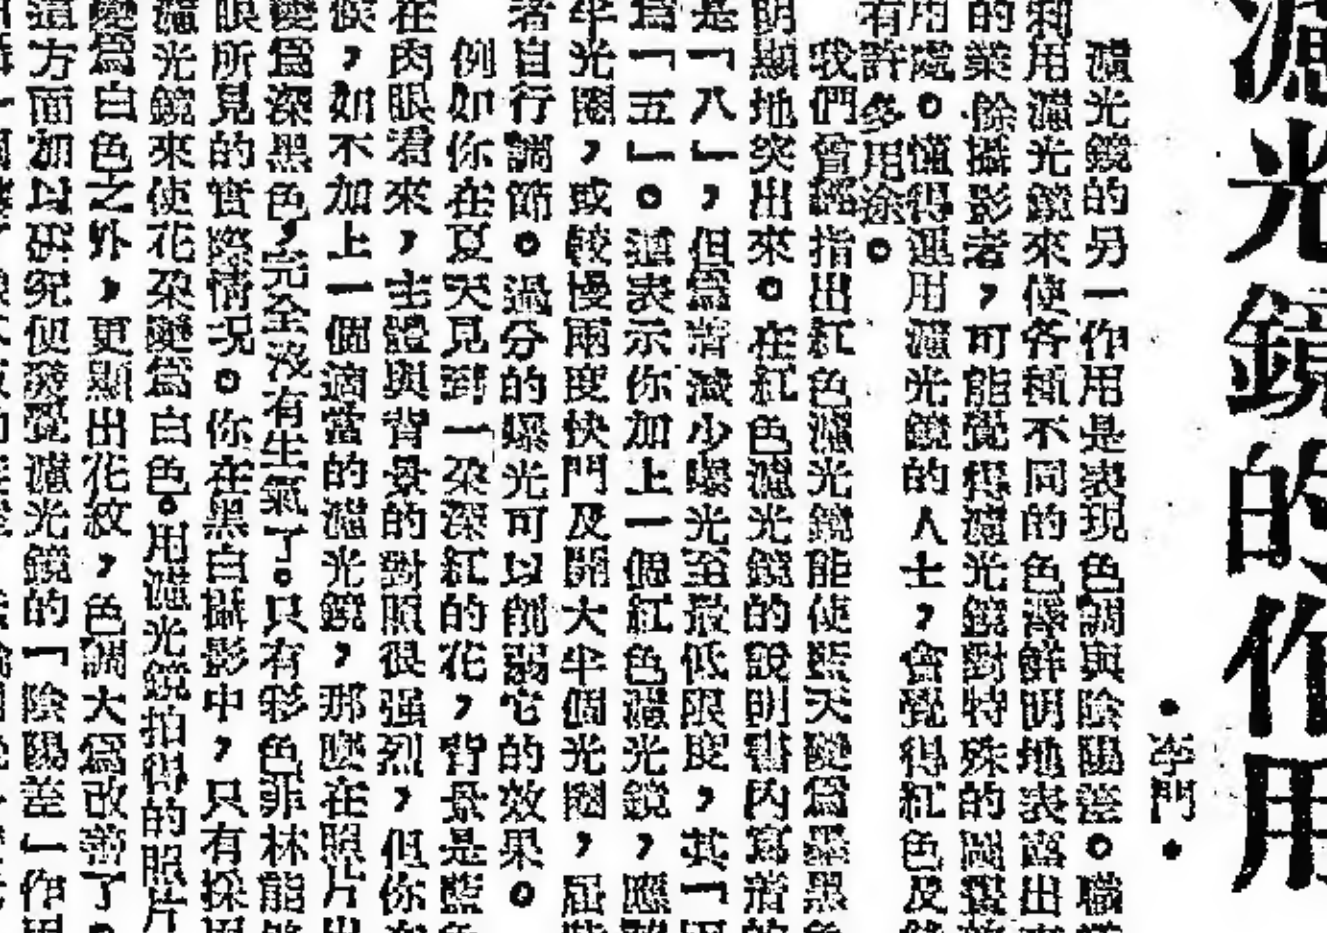 濾光鏡的作用
•李門•
濾光鏡的另一作用是表現色調與陰陽差。職
利用濾光鏡來使各種不同的色澤鮮明地表露出
的業餘攝影者，可能覺得濾光鏡對特殊的
用處。懂得運用濾光鏡的人士，會覺得紅色及
有許多用途。
我們曾經指出紅色濾光鏡能使藍天變爲墨黑
明顯地突出來。在紅色濾光鏡的說明書內寫着的
是「八」，但爲着減少曝光至最低限度，其「因
爲「五」。這表示你加上一個紅色濾光鏡，應
半光圈，或較慢兩度快門及開大半個光圈，
者自行調節。過分的曝光可以削弱它的效果。
例如你在夏天見到一朶深紅的花，背景是藍
在肉眼看來，主體與背景的對照很强烈，但你
候，如不加上一個適當的濾光鏡，那麽在照片出
變爲深黑色，完全沒有生氣了。只有彩色菲林能
眼所見的實際情况。你在黑白攝影中，只有採用
濾光鏡來使花朶變爲白色。用濾光鏡拍得的照片
變爲白色之外，更顯出花紋，色調大爲改善了。
這方面加以研究便發覺濾光鏡的「陰陽差」作用